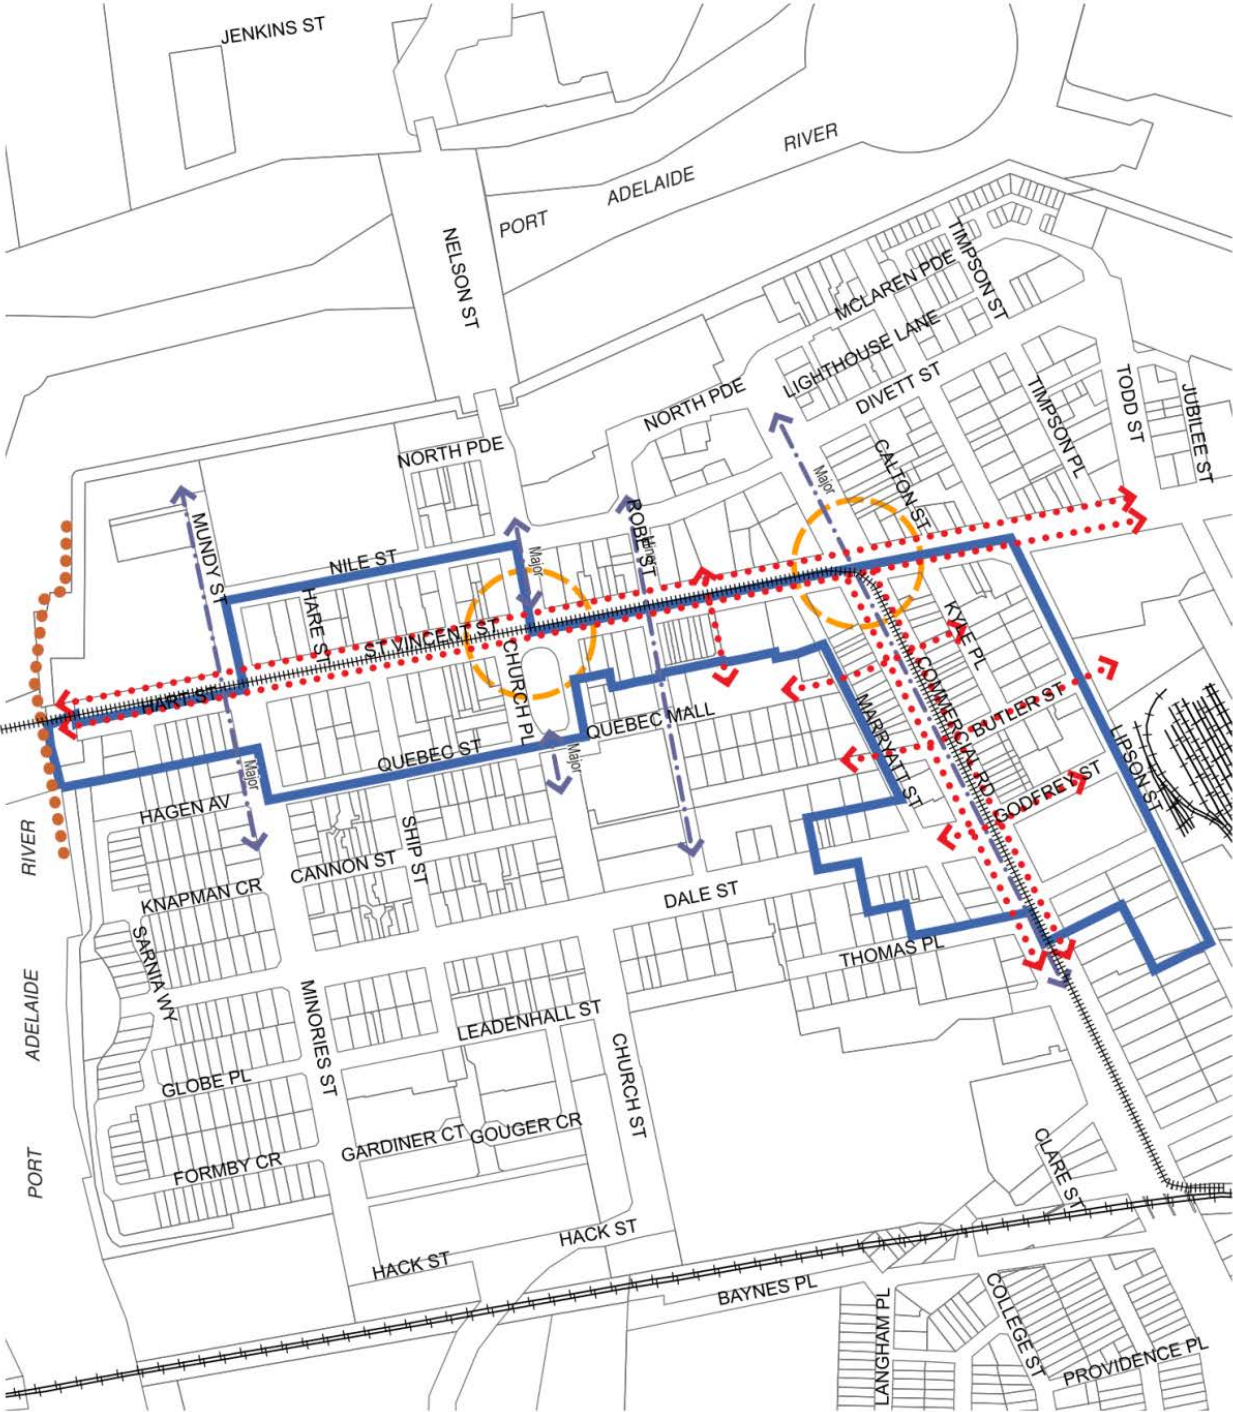 JENKINS ST
RIVER
ADELAIDE
PORT
NELSON ST
TIMPSON ST
MCLAREN PDE
LIGHTHOUSE LANE
DIVETT ST
NORTH PDE
TODD ST
JUBILEE ST
TIMPSON PL
CALTON ST
NORTH PDE
Major
MUNDY ST
ROBE ST
NILE ST
Major
HARE ST
ST VINCENT ST
KYLE PL
CHURCH PL
HART ST
COMMERCIAL RD
BUTLER ST
MARRYATT ST
QUEBEC MALL
QUEBEC ST
LIPSON ST
Major
Major
HAGEN AV
GODFREY ST
SHIP ST
RIVER
CANNON ST
DALE ST
KNAPMAN CR
THOMAS PL
SARNIA WY
ADELAIDE
MINORIES ST
LEADENHALL ST
CHURCH ST
GLOBE PL
GARDINER CT
GOUGER CR
PORT
FORMBY CR
CLARE ST
HACK ST
HACK ST
BAYNES PL
LANGHAM PL
COLLEGE ST
PROVIDENCE PL